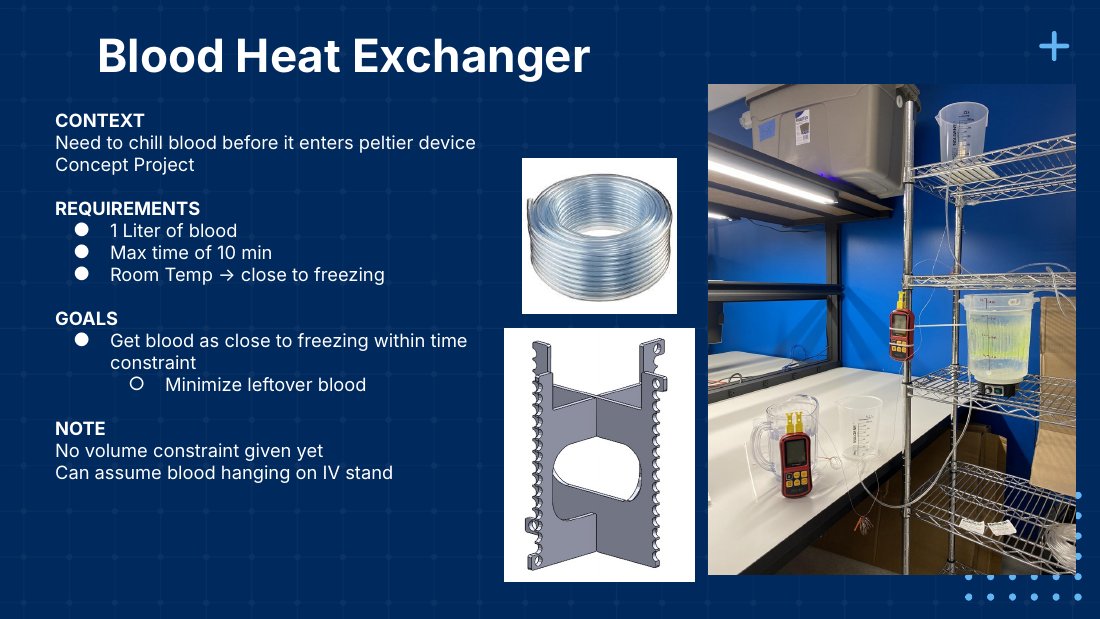 Blood Heat Exchanger
CONTEXT
Need to chill blood before it enters peltier device
Concept Project
REQUIREMENTS
● 1 Liter of blood
● Max time of 10 min
● Room Temp → close to freezing
GOALS
● Get blood as close to freezing within time
constraint
○ Minimize leftover blood
NOTE
No volume constraint given yet
Can assume blood hanging on IV stand